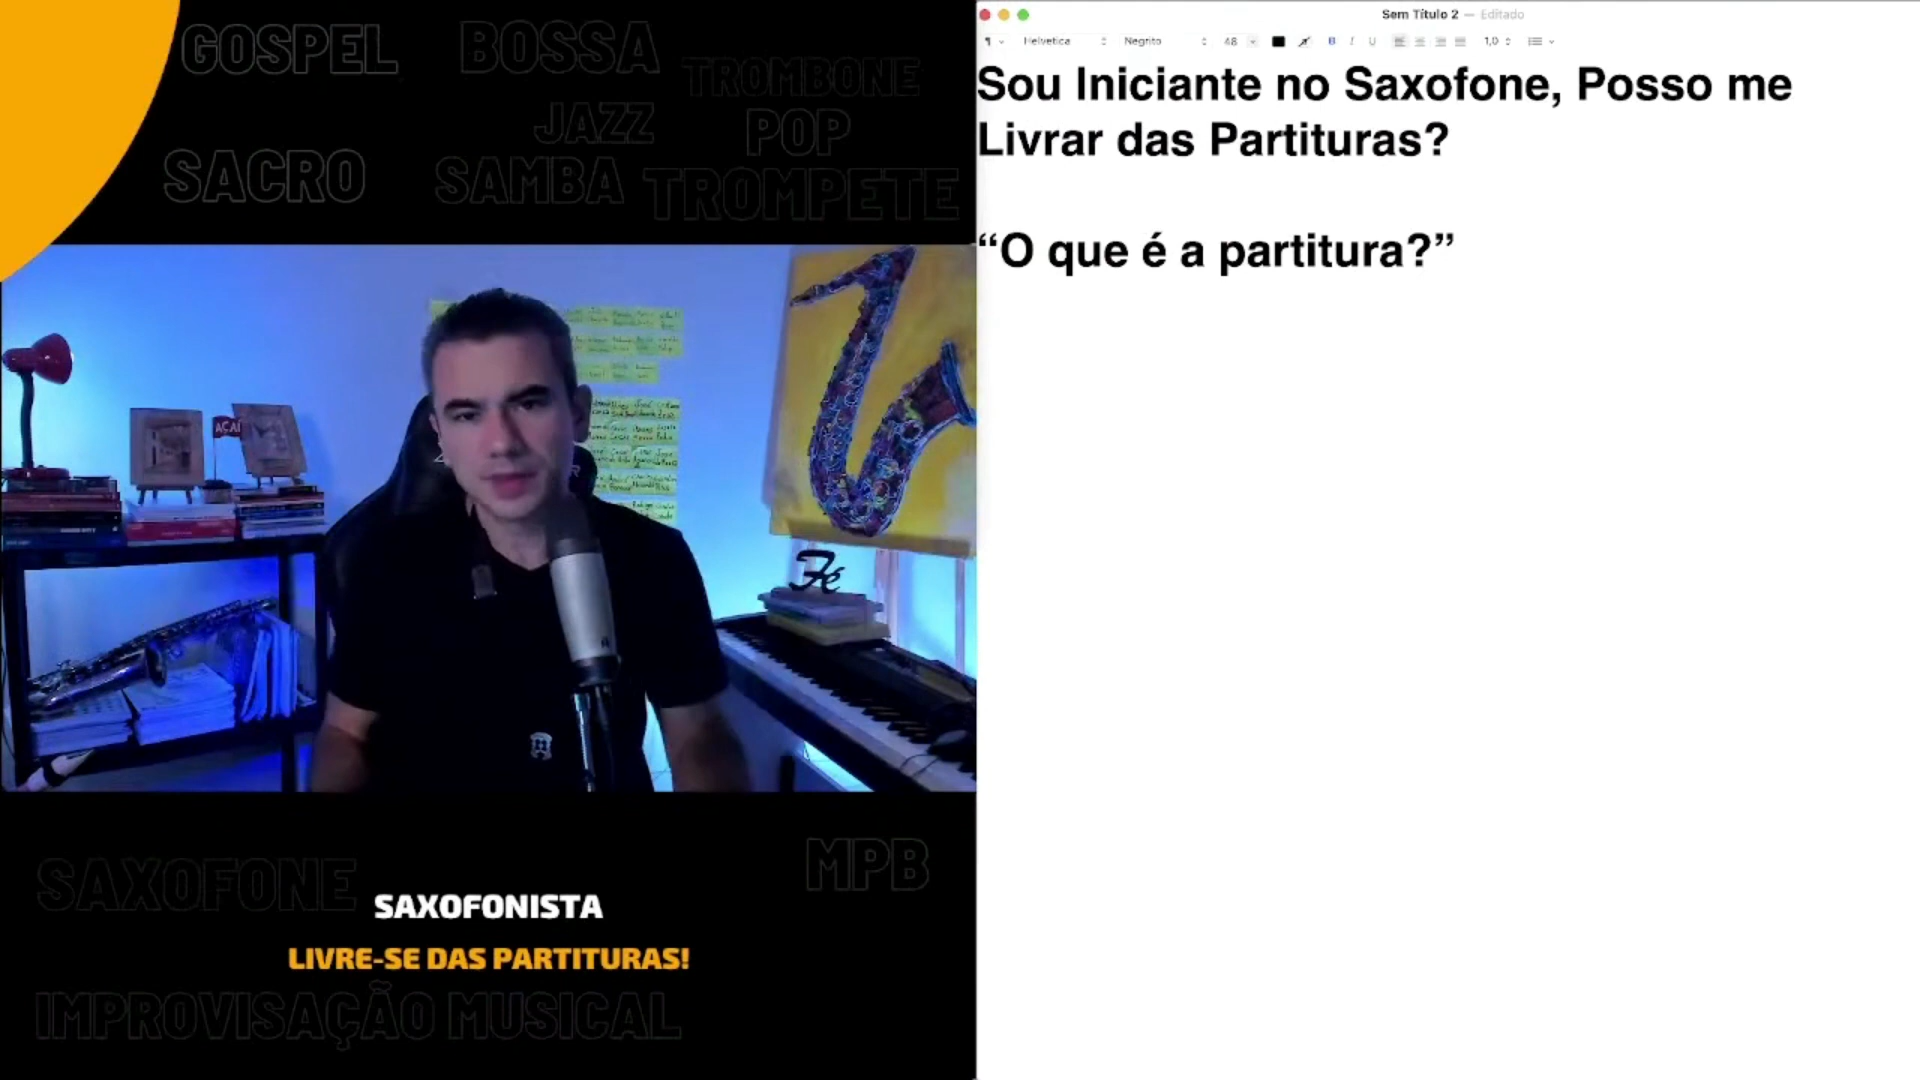 GOSPEL
BOSSA
TROMBONE
JAZZ
POP
SACRO
SAMBA
TROMPETE
AÇAÍ
Fé
SAXOFONE
MPB
SAXOFONISTA
LIVRE-SE DAS PARTITURAS!
IMPROVISAÇÃO MUSICAL
Sem Título 2 — Editado
Helvetica
Negrito
48
B I U
1,0
Sou Iniciante no Saxofone, Posso me
Livrar das Partituras?
“O que é a partitura?”